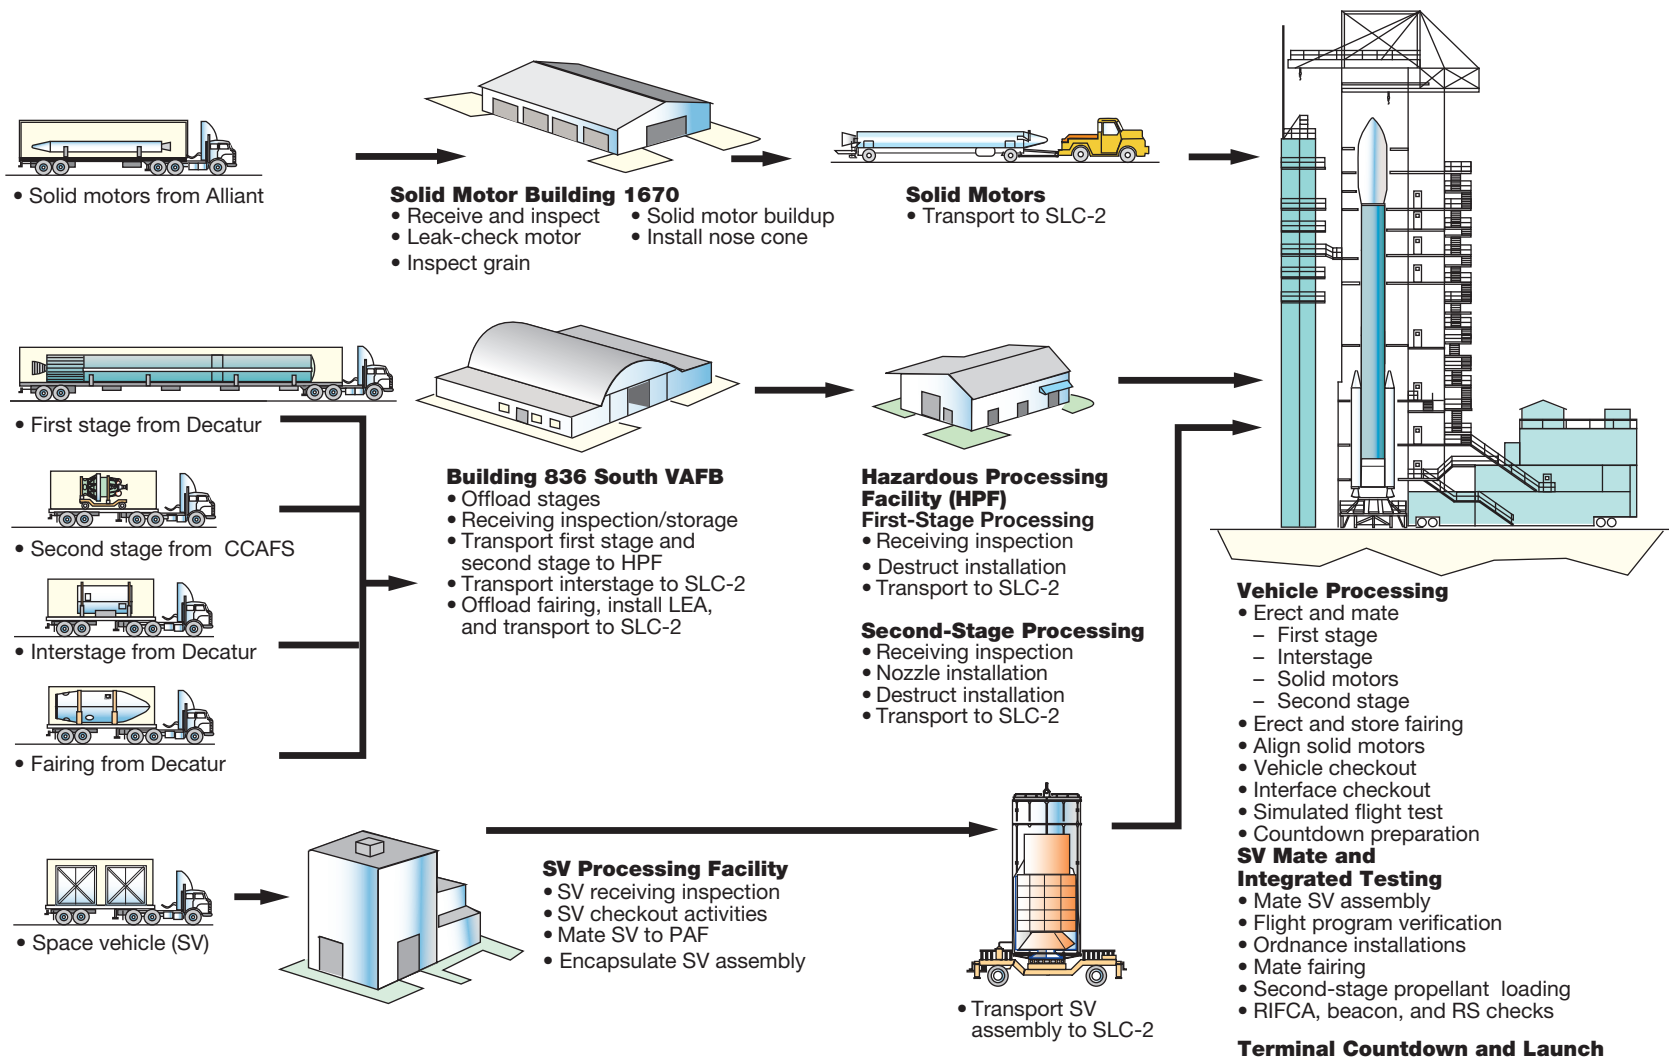 • Solid motors from Alliant
Solid Motor Building 1670
• Receive and inspect
• Leak-check motor
• Inspect grain
• Solid motor buildup
• Install nose cone
Solid Motors
• Transport to SLC-2
• First stage from Decatur
• Second stage from CCAFS
• Interstage from Decatur
• Fairing from Decatur
Building 836 South VAFB
• Offload stages
• Receiving inspection/storage
• Transport first stage and
second stage to HPF
• Transport interstage to SLC-2
• Offload fairing, install LEA,
and transport to SLC-2
Hazardous Processing
Facility (HPF)
First-Stage Processing
• Receiving inspection
• Destruct installation
• Transport to SLC-2
Second-Stage Processing
• Receiving inspection
• Nozzle installation
• Destruct installation
• Transport to SLC-2
• Space vehicle (SV)
SV Processing Facility
• SV receiving inspection
• SV checkout activities
• Mate SV to PAF
• Encapsulate SV assembly
• Transport SV
assembly to SLC-2
Vehicle Processing
• Erect and mate
– First stage
– Interstage
– Solid motors
– Second stage
• Erect and store fairing
• Align solid motors
• Vehicle checkout
• Interface checkout
• Simulated flight test
• Countdown preparation
SV Mate and
Integrated Testing
• Mate SV assembly
• Flight program verification
• Ordnance installations
• Mate fairing
• Second-stage propellant loading
• RIFCA, beacon, and RS checks
Terminal Countdown and Launch